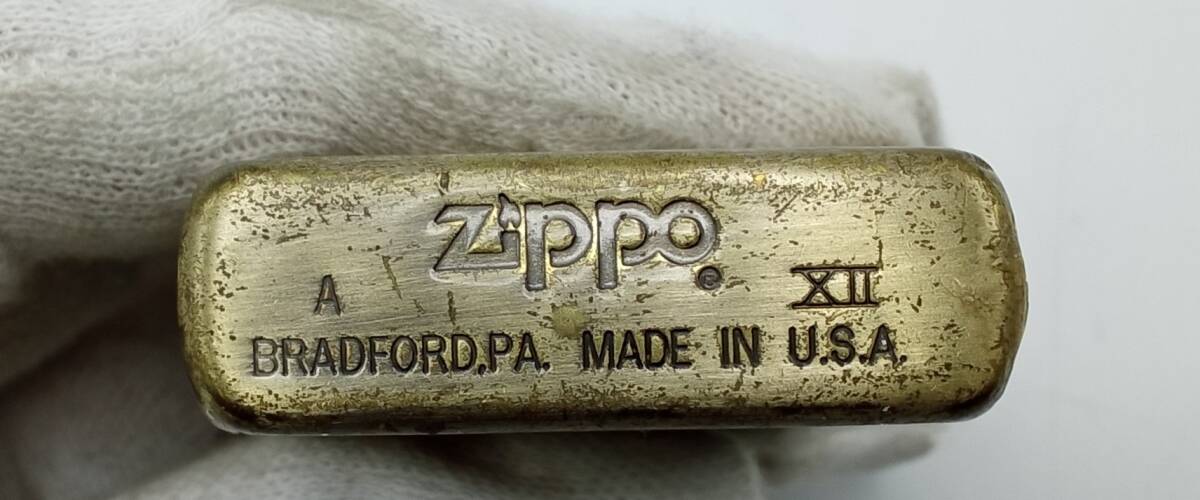 zippo®
A XII
BRADFORD,PA. MADE IN U.S.A.